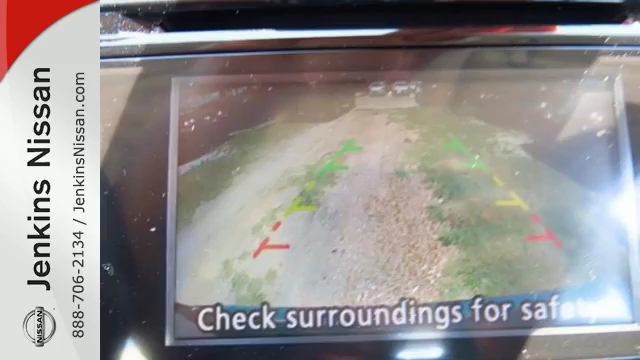 Jenkins Nissan
888-706-2134 / JenkinsNissan.com
NISSAN
Check surroundings for safety